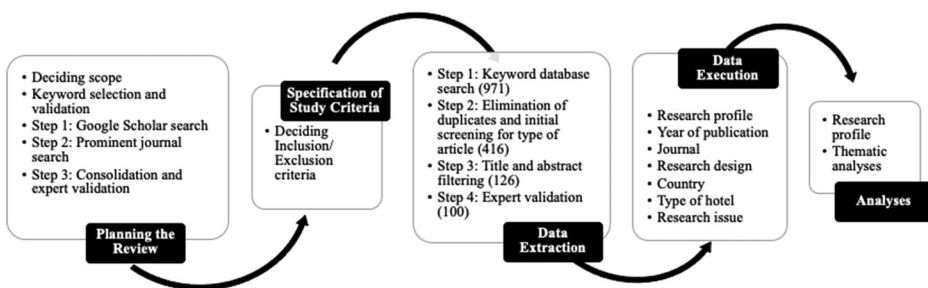 • Deciding scope
• Keyword selection and
validation
• Step 1: Google Scholar search
• Step 2: Prominent journal
search
• Step 3: Consolidation and
expert validation
Planning the
Review
Specification of
Study Criteria
• Deciding
Inclusion/
Exclusion
criteria
• Step 1: Keyword database
search (971)
• Step 2: Elimination of
duplicates and initial
screening for type of
article (416)
• Step 3: Title and abstract
filtering (126)
• Step 4: Expert validation
(100)
Data
Extraction
Data
Execution
• Research profile
• Year of publication
• Journal
• Research design
• Country
• Type of hotel
• Research issue
• Research
profile
• Thematic
analyses
Analyses